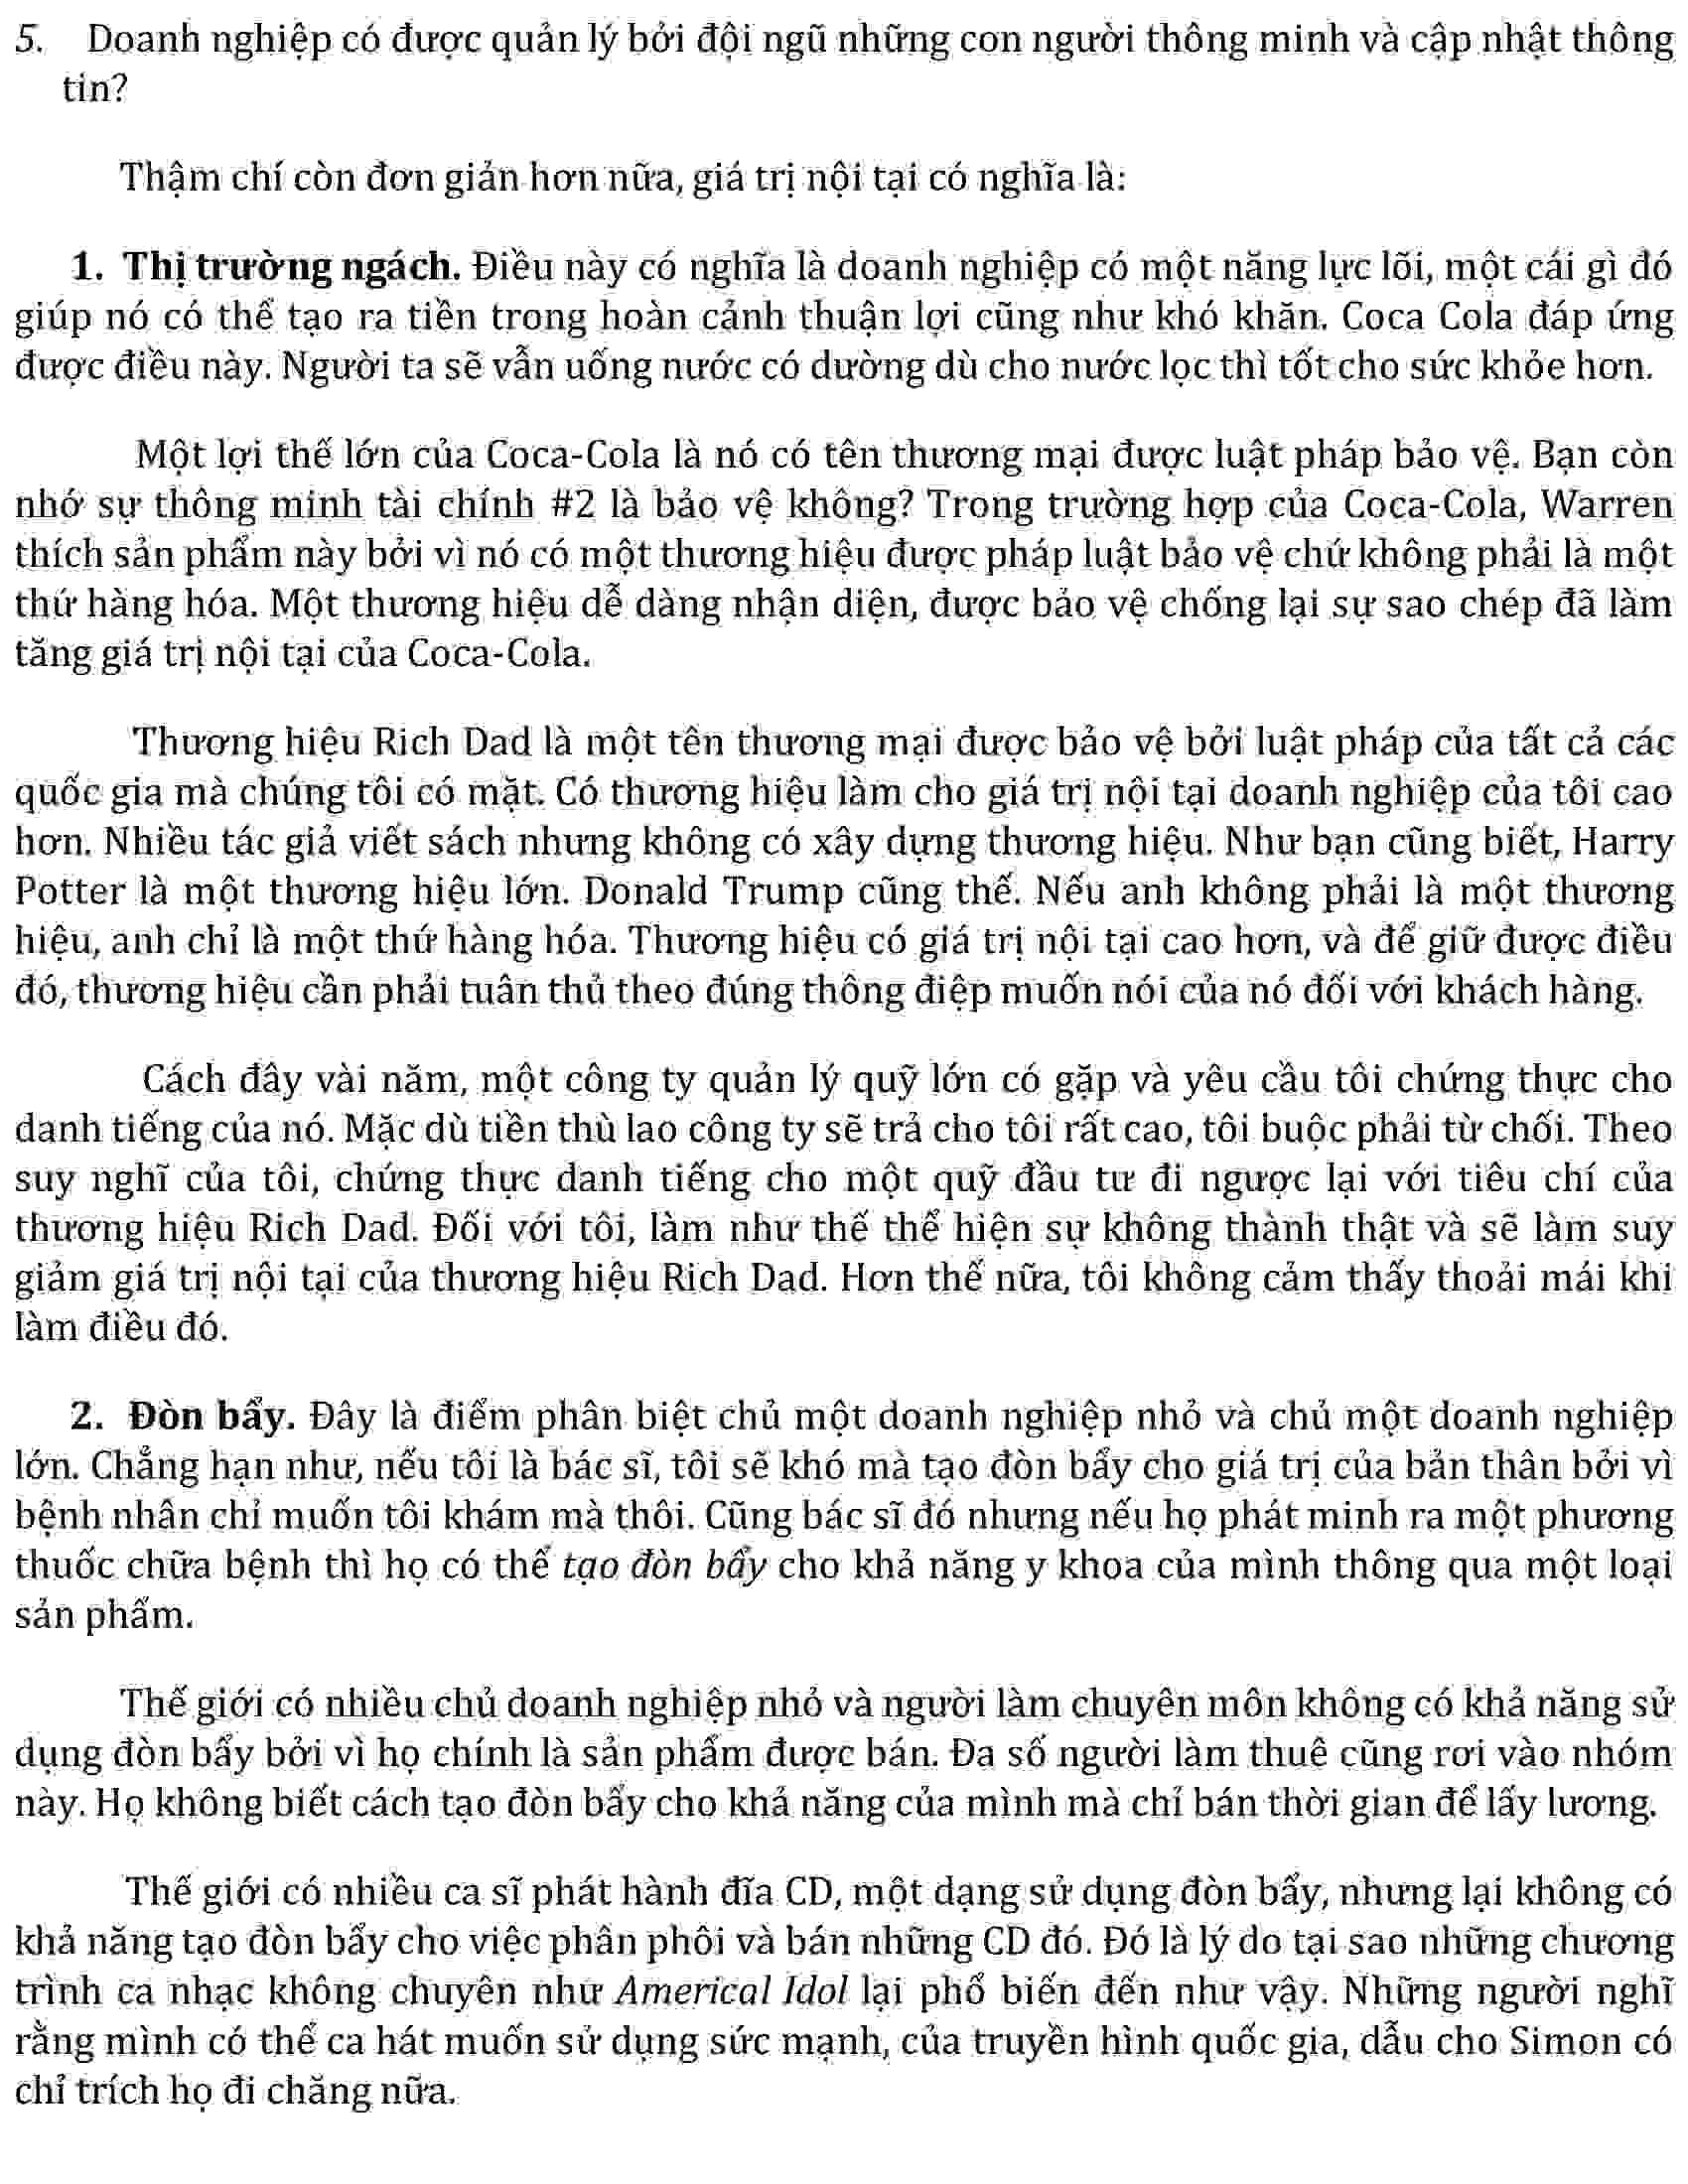 5. Doanh nghiệp có được quản lý bởi đội ngũ những con người thông minh và cập nhật thông
tin?
Thậm chí còn đơn giản hơn nữa, giá trị nội tại có nghĩa là:
1. Thị trường ngách. Điều này có nghĩa là doanh nghiệp có một năng lực lõi, một cái gì đó
giúp nó có thể tạo ra tiền trong hoàn cảnh thuận lợi cũng như khó khăn. Coca Cola đáp ứng
được điều này. Người ta sẽ vẫn uống nước có dường dù cho nước lọc thì tốt cho sức khỏe hơn.
Một lợi thế lớn của Coca-Cola là nó có tên thương mại được luật pháp bảo vệ. Bạn còn
nhớ sự thông minh tài chính #2 là bảo vệ không? Trong trường hợp của Coca-Cola, Warren
thích sản phẩm này bởi vì nó có một thương hiệu được pháp luật bảo vệ chứ không phải là một
thứ hàng hóa. Một thương hiệu dễ dàng nhận diện, được bảo vệ chống lại sự sao chép đã làm
tăng giá trị nội tại của Coca-Cola.
Thương hiệu Rich Dad là một tên thương mại được bảo vệ bởi luật pháp của tất cả các
quốc gia mà chúng tôi có mặt. Có thương hiệu làm cho giá trị nội tại doanh nghiệp của tôi cao
hơn. Nhiều tác giả viết sách nhưng không có xây dựng thương hiệu. Như bạn cũng biết, Harry
Potter là một thương hiệu lớn. Donald Trump cũng thế. Nếu anh không phải là một thương
hiệu, anh chỉ là một thứ hàng hóa. Thương hiệu có giá trị nội tại cao hơn, và để giữ được điều
đó, thương hiệu cần phải tuân thủ theo đúng thông điệp muốn nói của nó đối với khách hàng.
Cách đây vài năm, một công ty quản lý quỹ lớn có gặp và yêu cầu tôi chứng thực cho
danh tiếng của nó. Mặc dù tiền thù lao công ty sẽ trả cho tôi rất cao, tôi buộc phải từ chối. Theo
suy nghĩ của tôi, chứng thực danh tiếng cho một quỹ đầu tư đi ngược lại với tiêu chí của
thương hiệu Rich Dad. Đối với tôi, làm như thế thể hiện sự không thành thật và sẽ làm suy
giảm giá trị nội tại của thương hiệu Rich Dad. Hơn thế nữa, tôi không cảm thấy thoải mái khi
làm điều đó.
2. Đòn bẩy. Đây là điểm phân biệt chủ một doanh nghiệp nhỏ và chủ một doanh nghiệp
lớn. Chẳng hạn như, nếu tôi là bác sĩ, tôi sẽ khó mà tạo đòn bẩy cho giá trị của bản thân bởi vì
bệnh nhân chỉ muốn tôi khám mà thôi. Cũng bác sĩ đó nhưng nếu họ phát minh ra một phương
thuốc chữa bệnh thì họ có thể tạo đòn bẩy cho khả năng y khoa của mình thông qua một loại
sản phẩm.
Thế giới có nhiều chủ doanh nghiệp nhỏ và người làm chuyên môn không có khả năng sử
dụng đòn bẩy bởi vì họ chính là sản phẩm được bán. Đa số người làm thuê cũng rơi vào nhóm
này. Họ không biết cách tạo đòn bẩy cho khả năng của mình mà chỉ bán thời gian để lấy lương.
Thế giới có nhiều ca sĩ phát hành đĩa CD, một dạng sử dụng đòn bẩy, nhưng lại không có
khả năng tạo đòn bẩy cho việc phân phôi và bán những CD đó. Đó là lý do tại sao những chương
trình ca nhạc không chuyên như Americal Idol lại phổ biến đến như vậy. Những người nghĩ
rằng mình có thể ca hát muốn sử dụng sức mạnh, của truyền hình quốc gia, dẫu cho Simon có
chỉ trích họ đi chăng nữa.